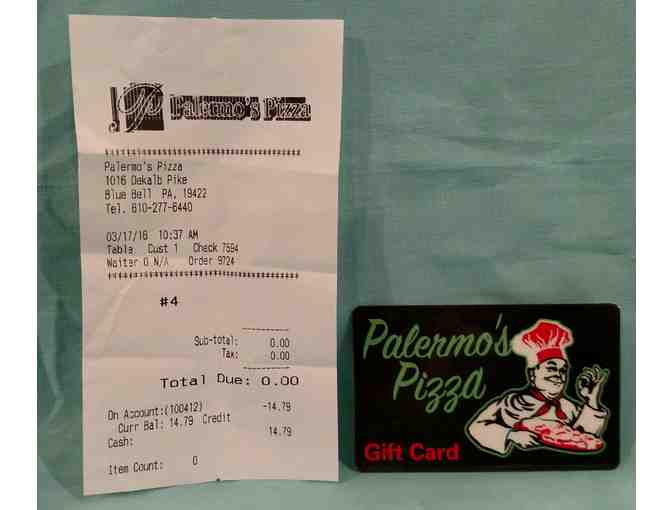 Palermo's Pizza
Palermo's Pizza
1016 Dekalb Pike
Blue Bell PA, 19422
Tel. 610-277-6440
03/17/16 10:37 AM
Table Cust 1 Check 7594
Waiter 0 N/A Order 9724
#4
Sub-total: 0.00
Tax: 0.00
Total Due: 0.00
On Account:(100412) -14.79
Curr Bal: 14.79 Credit
Cash: 14.79
Item Count: 0
Palermo's
Pizza
Gift Card